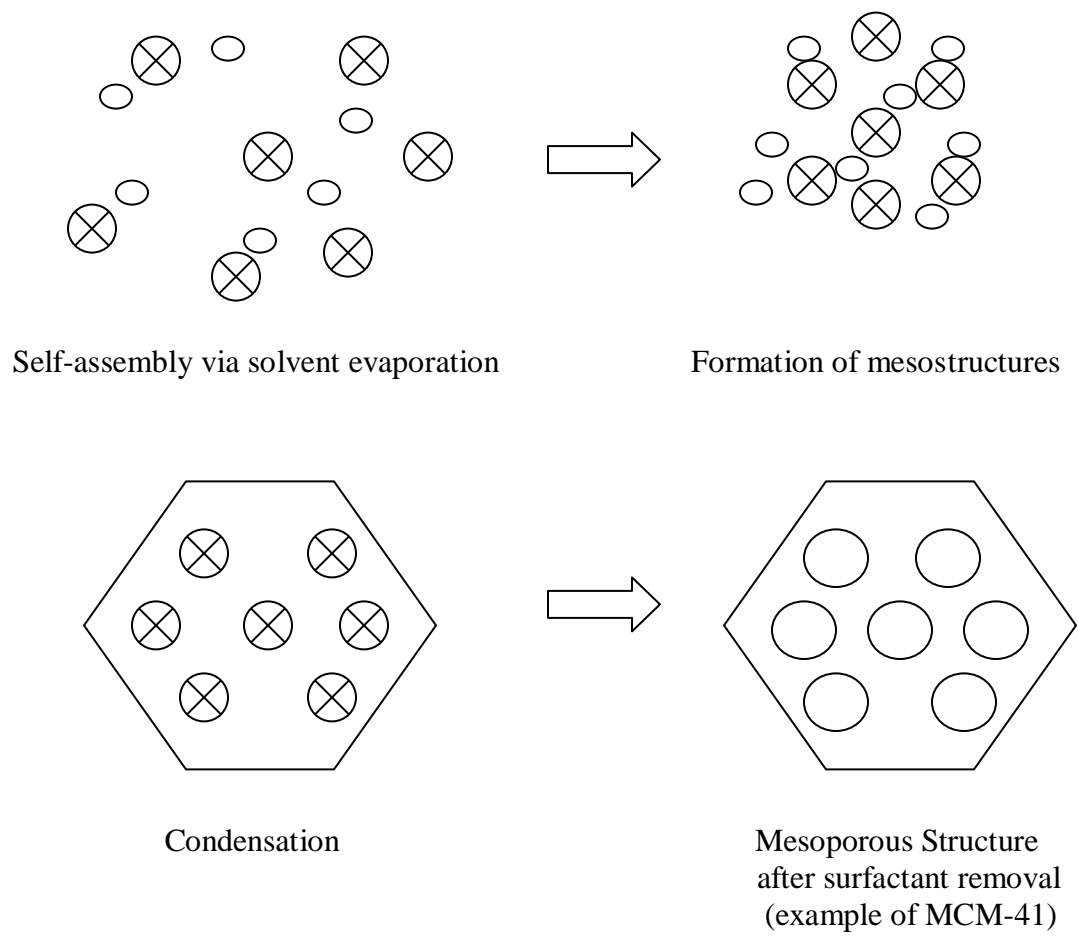 Self-assembly via solvent evaporation
Formation of mesostructures
Condensation
Mesoporous Structure
after surfactant removal
(example of MCM-41)